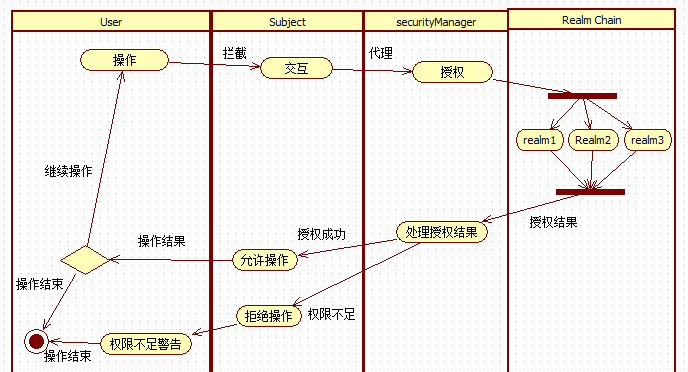 User
Subject
securityManager
Realm Chain
操作
拦截
交互
代理
授权
realm1
Realm2
realm3
继续操作
授权结果
处理授权结果
授权成功
操作结果
允许操作
操作结束
权限不足
拒绝操作
权限不足警告
操作结束